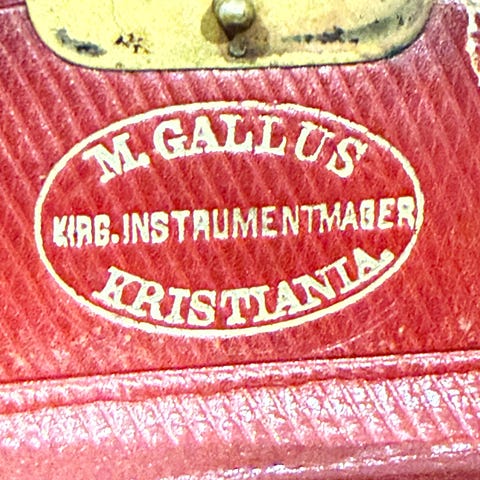 M. GALLUS
KIRG. INSTRUMENTMAGER
KRISTIANIA.